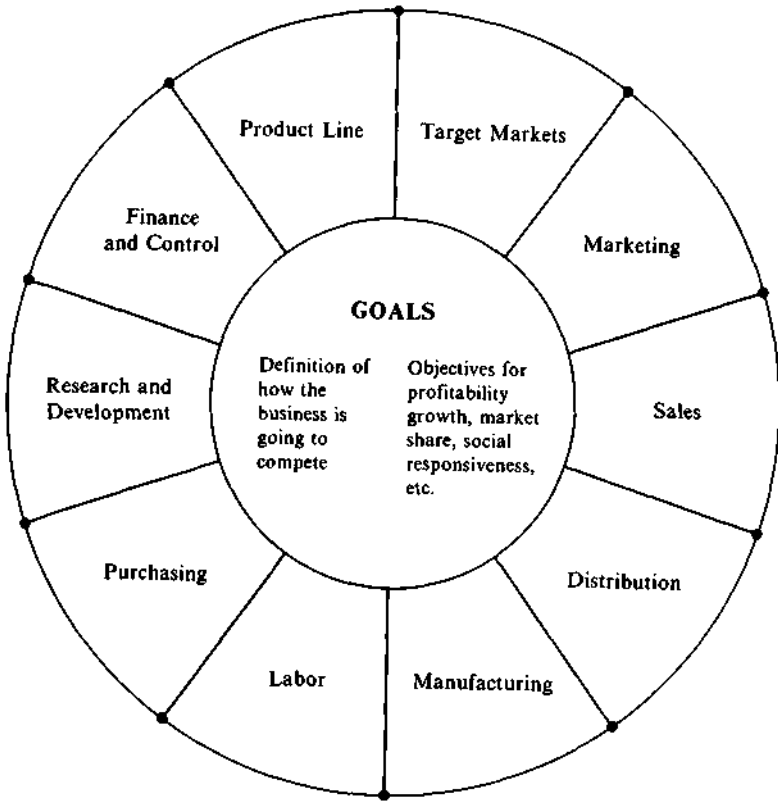 Product Line
Target Markets
Finance
and Control
Marketing
GOALS
Definition of
how the
business is
going to
compete
Objectives for
profitability
growth, market
share, social
responsiveness,
etc.
Research and
Development
Sales
Purchasing
Distribution
Labor
Manufacturing